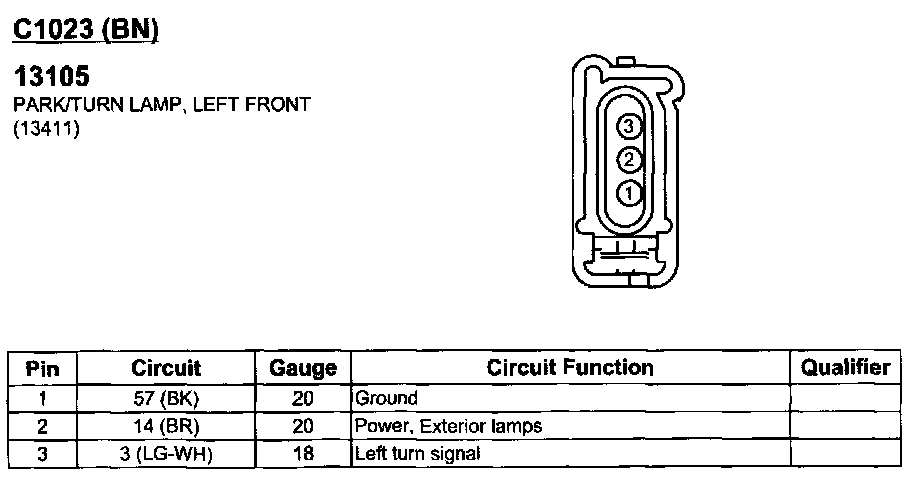 C1023 (BN)
13105
PARK/TURN LAMP, LEFT FRONT
(13411)
3
2
1
Pin Circuit Gauge Circuit Function Qualifier
1 57 (BK) 20 Ground
2 14 (BR) 20 Power, Exterior lamps
3 3 (LG-WH) 18 Left turn signal